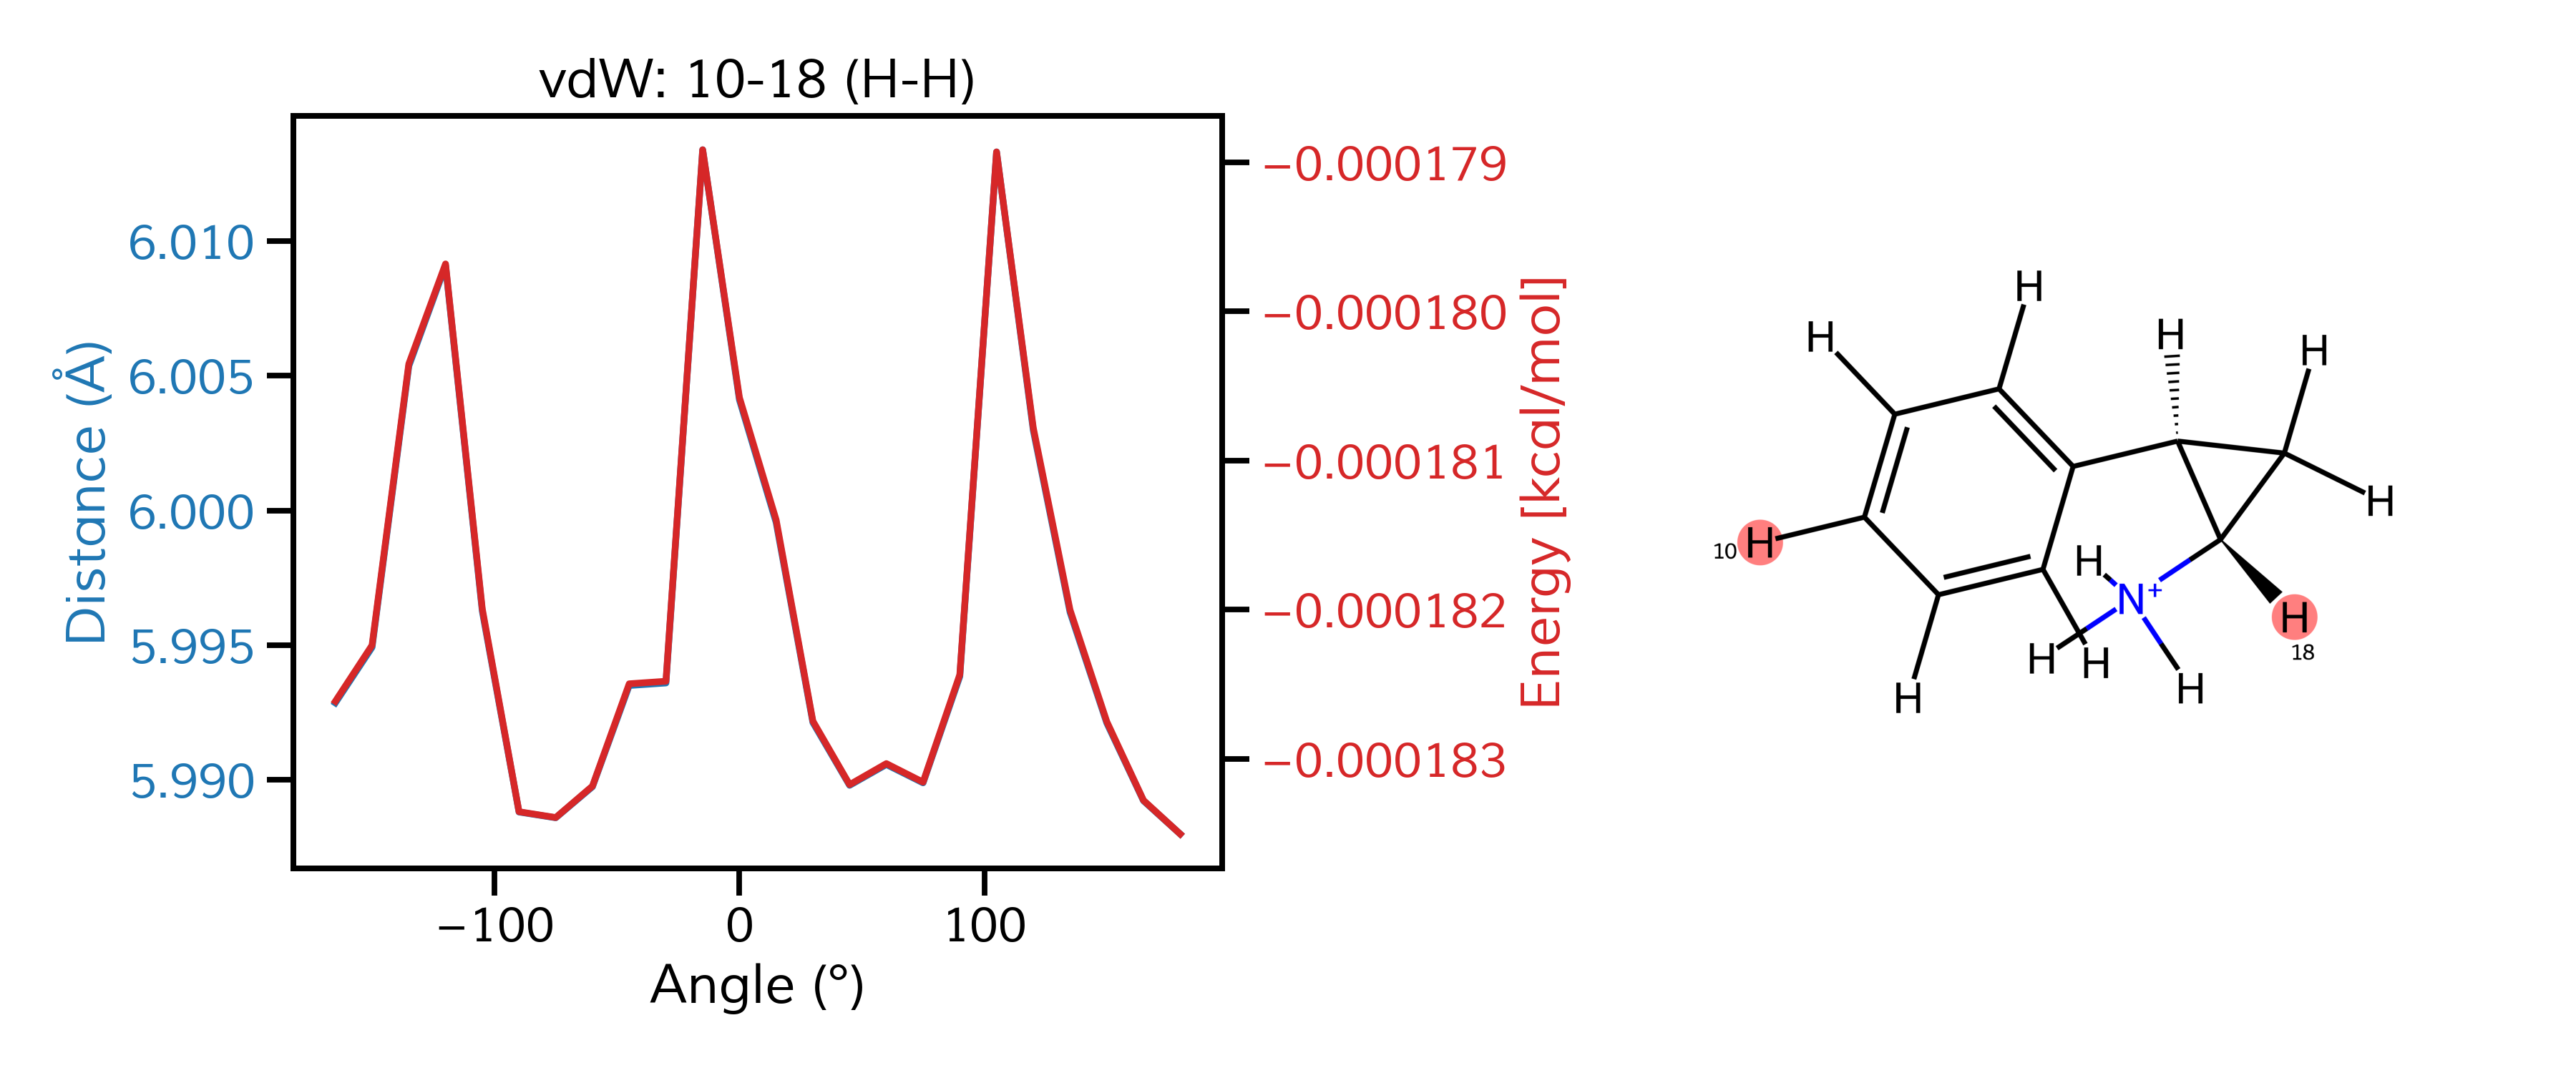 vdW: 10-18 (H-H)
Distance (Å)
6.010
6.005
6.000
5.995
5.990
−0.000179
−0.000180
−0.000181
−0.000182
−0.000183
Energy [kcal/mol]
−100
0
100
Angle (°)
H
H
H
H
H
10 H
H
N+
H
18
H
H
H
H